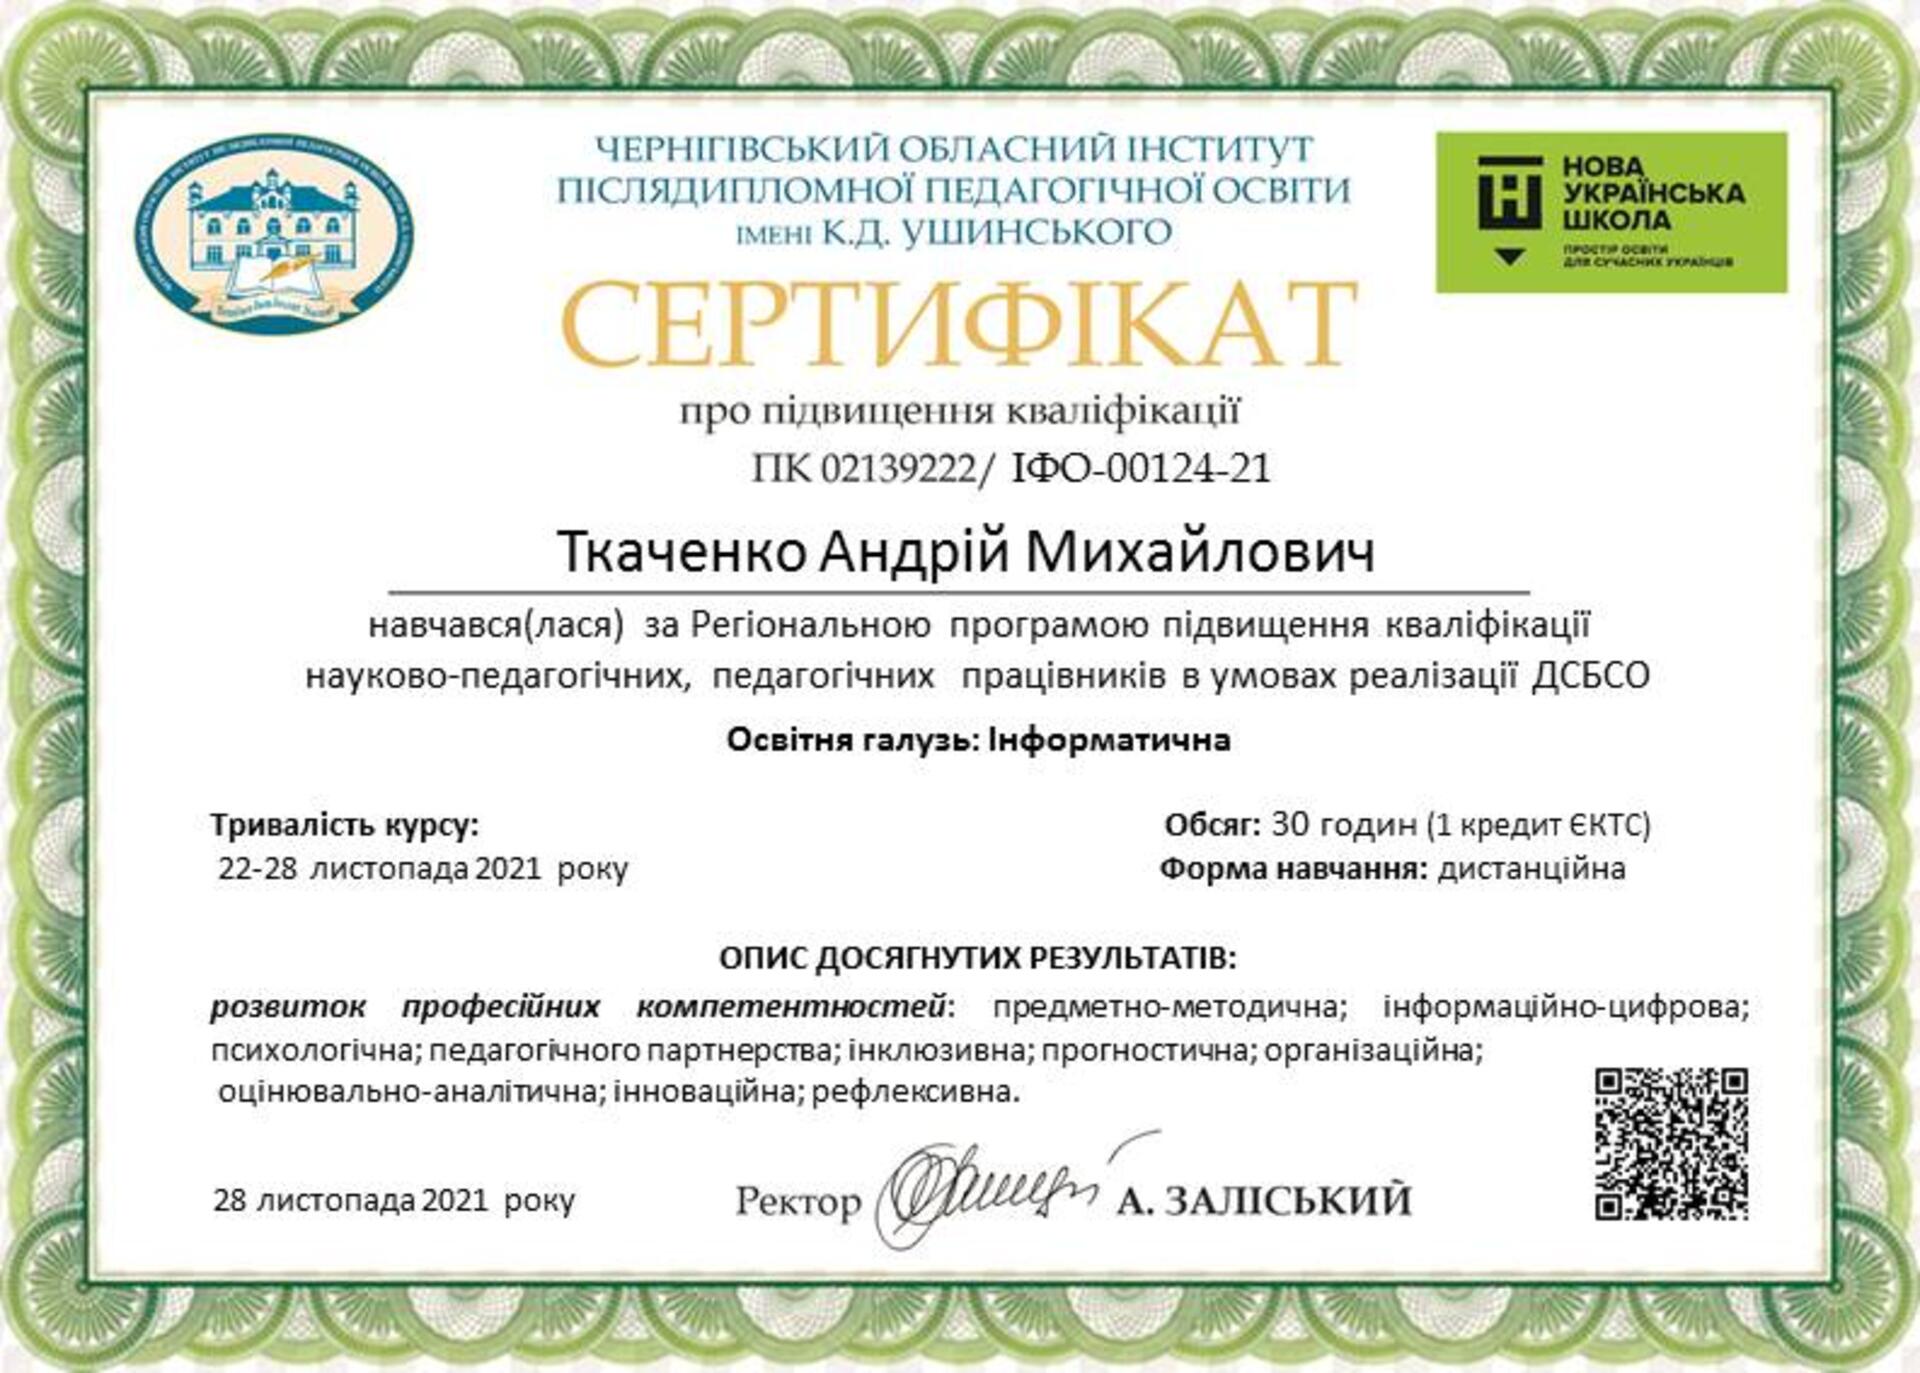 ЧЕРНІГІВСЬКИЙ ОБЛАСНИЙ ІНСТИТУТ
ПІСЛЯДИПЛОМНОЇ ПЕДАГОГІЧНОЇ ОСВІТИ
ІМЕНІ К.Д. УШИНСЬКОГО
НОВА
УКРАЇНСЬКА
ШКОЛА
ПРОСТІР ОСВІТИ
ДЛЯ СУЧАСНИХ УКРАЇНЦІВ
СЕРТИФІКАТ
про підвищення кваліфікації
ПК 02139222/ ІФО-00124-21
Ткаченко Андрій Михайлович
навчався(лася) за Регіональною програмою підвищення кваліфікації
науково-педагогічних, педагогічних працівників в умовах реалізації ДСБСО
Освітня галузь: Інформатична
Тривалість курсу:
22-28 листопада 2021 року
Обсяг: 30 годин (1 кредит ЄКТС)
Форма навчання: дистанційна
ОПИС ДОСЯГНУТИХ РЕЗУЛЬТАТІВ:
розвиток професійних компетентностей: предметно-методична; інформаційно-цифрова;
психологічна; педагогічного партнерства; інклюзивна; прогностична; організаційна;
оцінювально-аналітична; інноваційна; рефлексивна.
28 листопада 2021 року
Ректор А. ЗАЛІСЬКИЙ